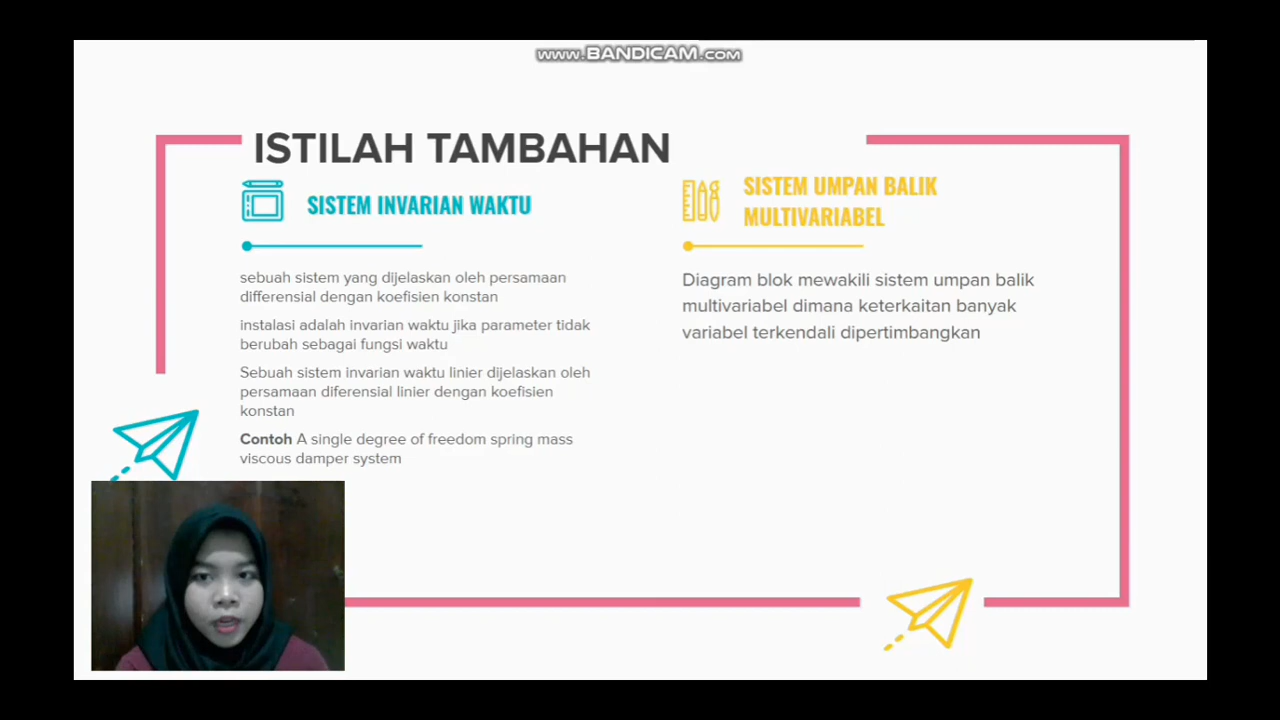 www.BANDICAM.com
ISTILAH TAMBAHAN
SISTEM INVARIAN WAKTU
sebuah sistem yang dijelaskan oleh persamaan
differensial dengan koefisien konstan
instalasi adalah invarian waktu jika parameter tidak
berubah sebagai fungsi waktu
Sebuah sistem invarian waktu linier dijelaskan oleh
persamaan diferensial linier dengan koefisien
konstan
Contoh A single degree of freedom spring mass
viscous damper system
SISTEM UMPAN BALIK
MULTIVARIABEL
Diagram blok mewakili sistem umpan balik
multivariabel dimana keterkaitan banyak
variabel terkendali dipertimbangkan